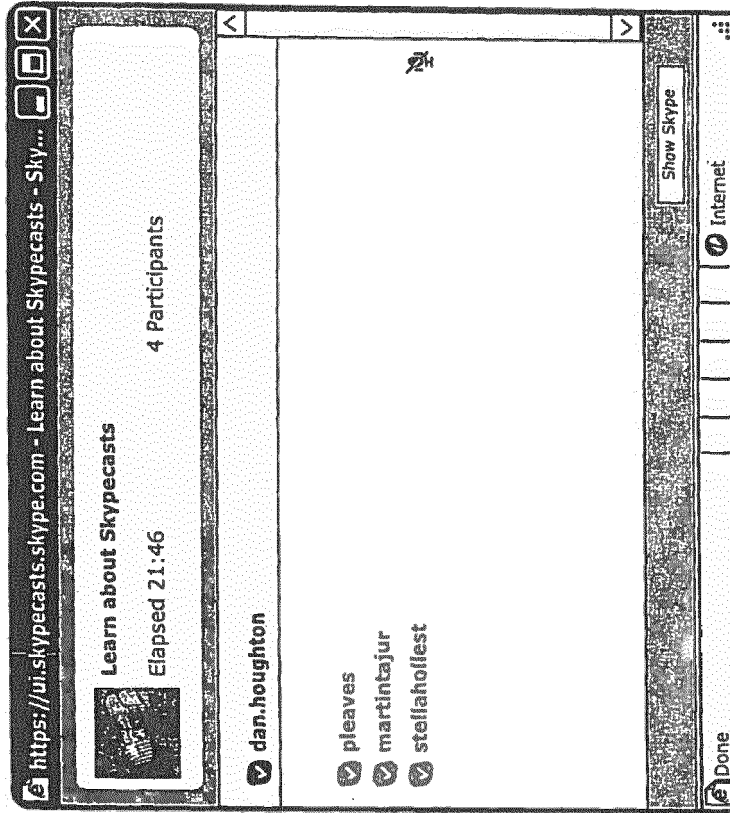 https://ui.skypecasts.skype.com - Learn about Skypecasts - Sky...
Learn about Skypecasts
Elapsed 21:46
4 Participants
dan.houghton
pleaves
martintajur
stellahollest
Show Skype
Done
Internet